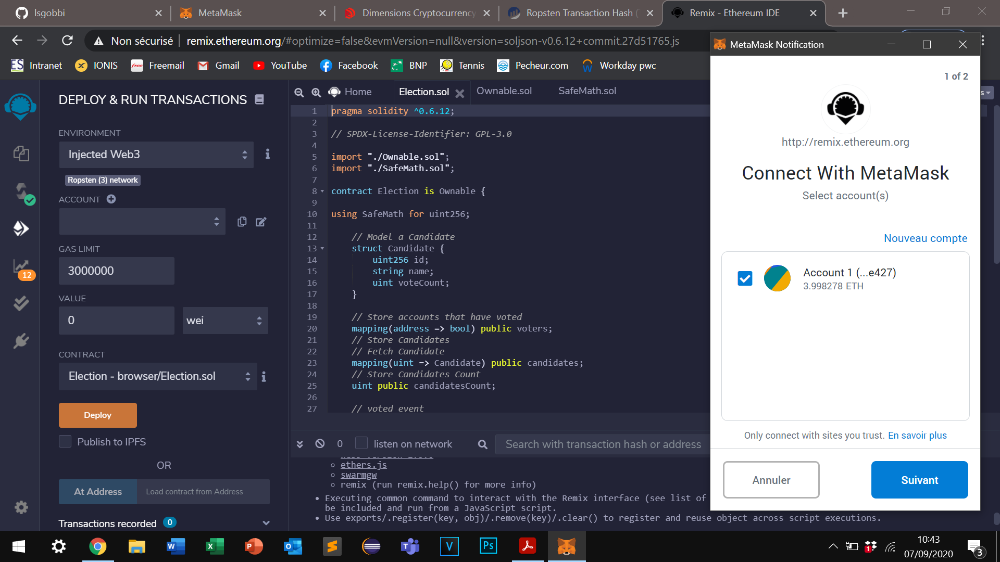 lsgobbi
MetaMask
Dimensions Cryptocurrency
Ropsten Transaction Hash (
Remix - Ethereum IDE
Non sécurisé
remix.ethereum.org/#optimize=false&evmVersion=null&version=soljson-v0.6.12+commit.27d51765.js
ES Intranet
IONIS
free Freemail
Gmail
YouTube
Facebook
BNP
Tennis
Pecheur.com
Workday pwc
DEPLOY & RUN TRANSACTIONS
ENVIRONMENT
Injected Web3
Ropsten (3) network
ACCOUNT
GAS LIMIT
3000000
12
VALUE
0
wei
CONTRACT
Election - browser/Election.sol
Deploy
Publish to IPFS
OR
At Address
Load contract from Address
Transactions recorded 0
Home
Election.sol
Ownable.sol
SafeMath.sol
1 pragma solidity ^0.6.12;
2
3 // SPDX-License-Identifier: GPL-3.0
4
5 import "./Ownable.sol";
6 import "./SafeMath.sol";
7
8 contract Election is Ownable {
9
10 using SafeMath for uint256;
11
12 // Model a Candidate
13 struct Candidate {
14 uint256 id;
15 string name;
16 uint voteCount;
17 }
18
19 // Store accounts that have voted
20 mapping(address => bool) public voters;
21 // Store Candidates
22 // Fetch Candidate
23 mapping(uint => Candidate) public candidates;
24 // Store Candidates Count
25 uint public candidatesCount;
26
27 // voted event
0
listen on network
Search with transaction hash or address
ethers.js
swarmgw
remix (run remix.help() for more info)
Executing common command to interact with the Remix interface (see list of
be included and run from a JavaScript script.
Use exports/.register(key, obj)/.remove(key)/.clear() to register and reuse object across script executions.
MetaMask Notification
1 of 2
http://remix.ethereum.org
Connect With MetaMask
Select account(s)
Nouveau compte
Account 1 (...e427)
3.998278 ETH
Only connect with sites you trust. En savoir plus
Annuler
Suivant
s
W
X
P
O
S
T
V
Ps
1
10:43
07/09/2020
3